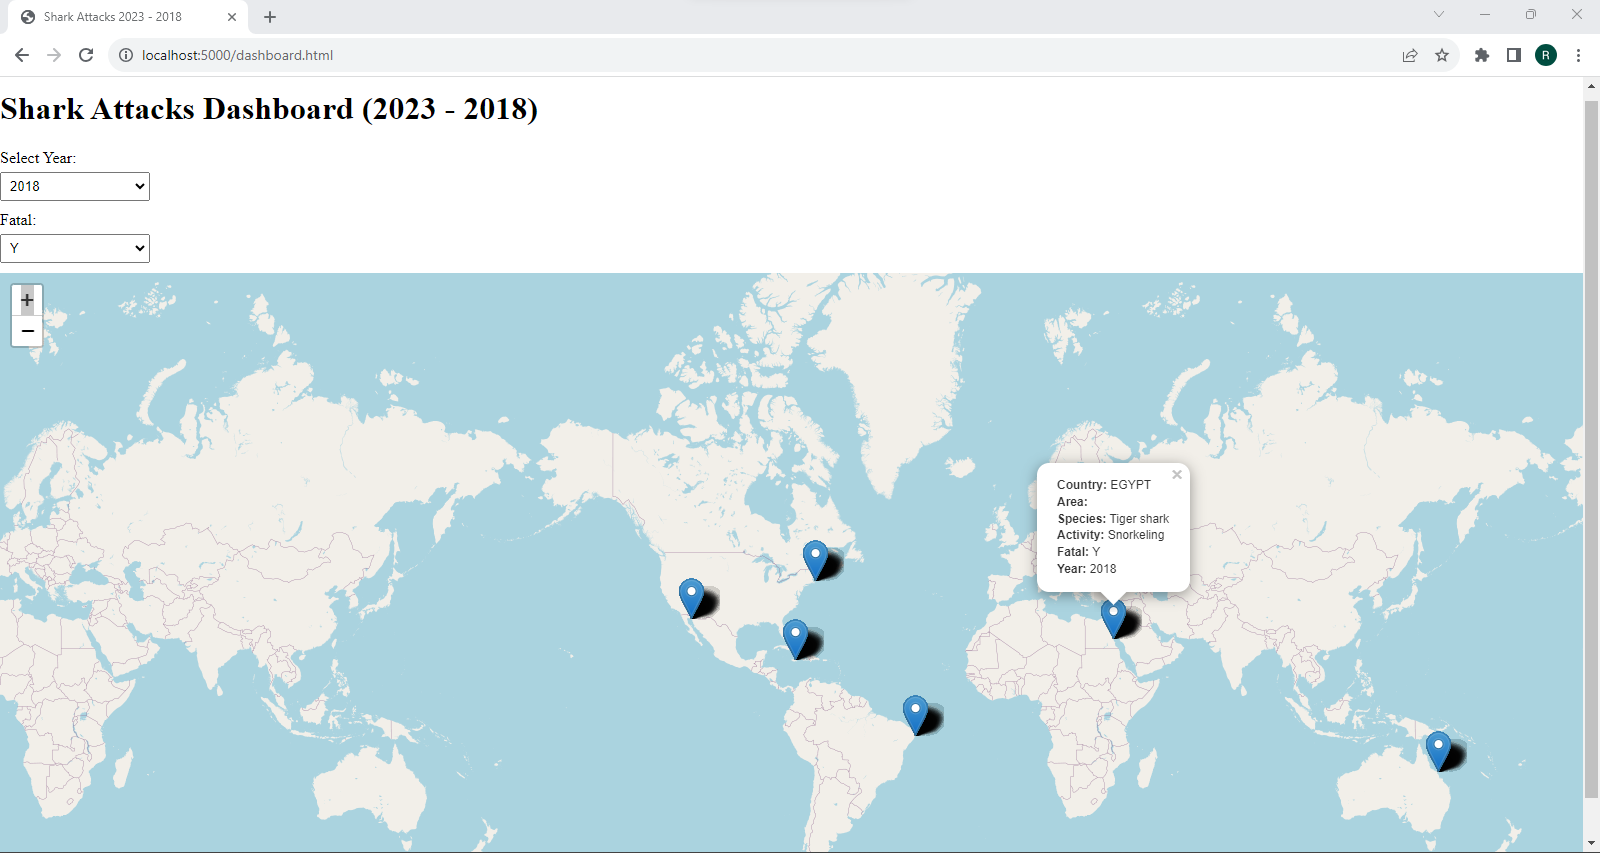 Shark Attacks 2023 - 2018
localhost:5000/dashboard.html
R
Shark Attacks Dashboard (2023 - 2018)
Select Year:
2018
Fatal:
Y
+
−
Country: EGYPT
Area:
Species: Tiger shark
Activity: Snorkeling
Fatal: Y
Year: 2018